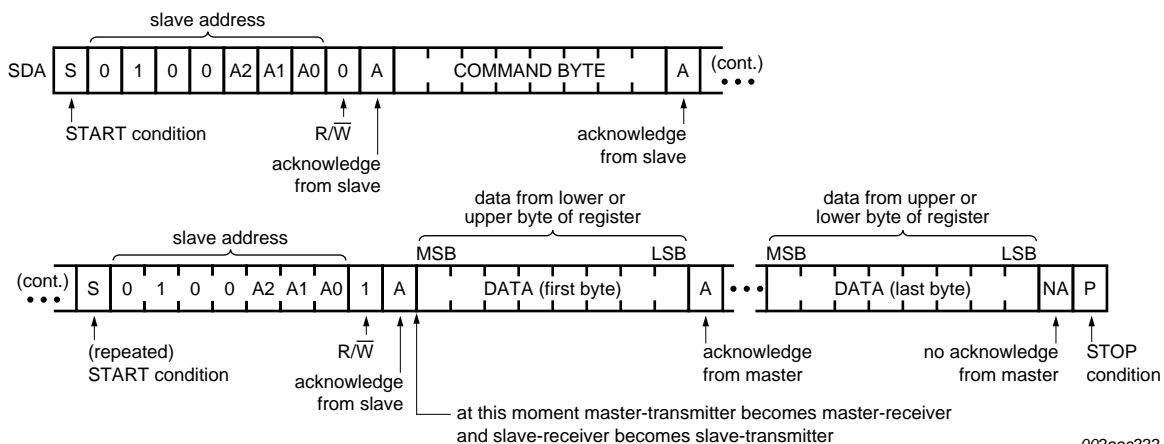 slave address
SDA S 0 1 0 0 A2 A1 A0 0 A COMMAND BYTE A (cont.)
START condition R/W acknowledge
acknowledge from slave
from slave
data from lower or data from upper or
upper byte of register lower byte of register
slave address
MSB LSB MSB LSB
(cont.) S 0 1 0 0 A2 A1 A0 1 A DATA (first byte) A DATA (last byte) NA P
(repeated) R/W acknowledge no acknowledge STOP
START condition from master from master condition
acknowledge
from slave
at this moment master-transmitter becomes master-receiver
and slave-receiver becomes slave-transmitter